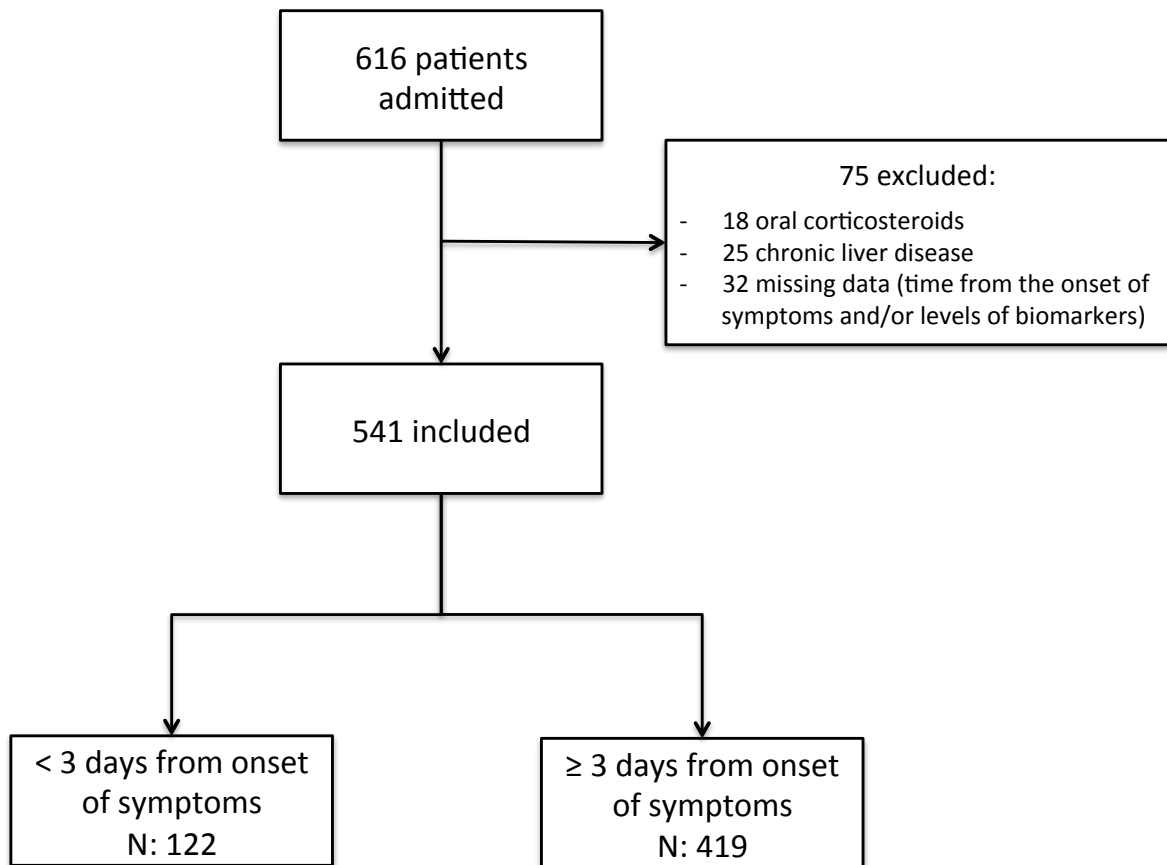 616 patients
admitted
75 excluded:
- 18 oral corticosteroids
- 25 chronic liver disease
- 32 missing data (time from the onset of
symptoms and/or levels of biomarkers)
541 included
< 3 days from onset
of symptoms
N: 122
≥ 3 days from onset
of symptoms
N: 419